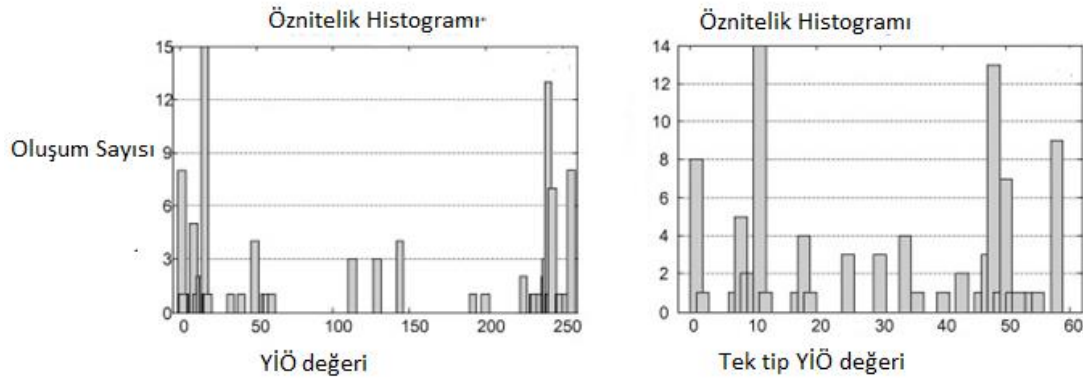 Öznitelik Histogramı
15
12
9
6
3
0
Oluşum Sayısı
0 50 100 150 200 250
YİÖ değeri
Öznitelik Histogramı
14
12
10
8
6
4
2
0
0 10 20 30 40 50 60
Tek tip YİÖ değeri